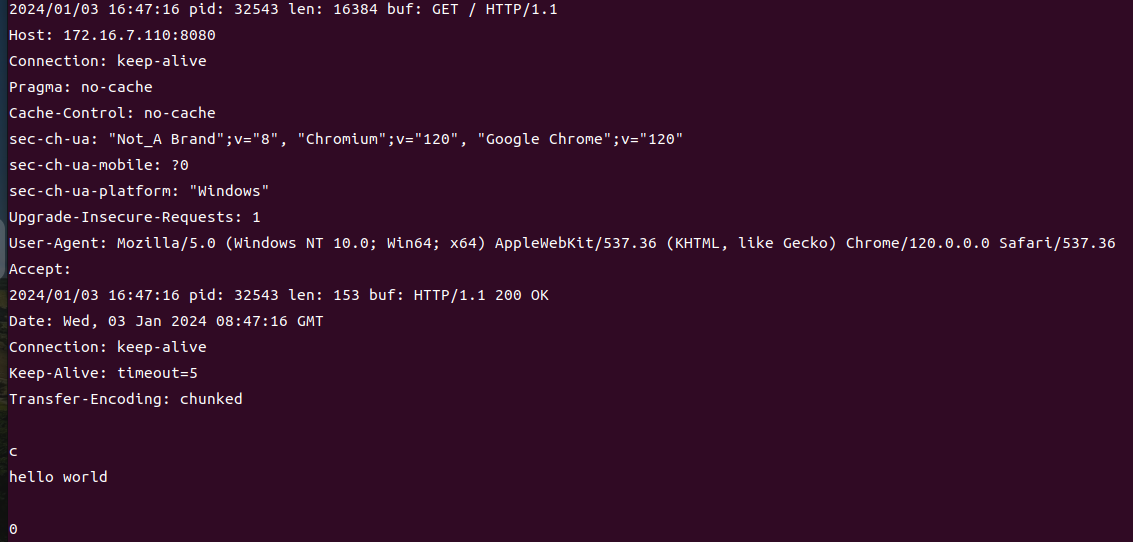 2024/01/03 16:47:16 pid: 32543 len: 16384 buf: GET / HTTP/1.1
Host: 172.16.7.110:8080
Connection: keep-alive
Pragma: no-cache
Cache-Control: no-cache
sec-ch-ua: "Not_A Brand";v="8", "Chromium";v="120", "Google Chrome";v="120"
sec-ch-ua-mobile: ?0
sec-ch-ua-platform: "Windows"
Upgrade-Insecure-Requests: 1
User-Agent: Mozilla/5.0 (Windows NT 10.0; Win64; x64) AppleWebKit/537.36 (KHTML, like Gecko) Chrome/120.0.0.0 Safari/537.36
Accept:
2024/01/03 16:47:16 pid: 32543 len: 153 buf: HTTP/1.1 200 OK
Date: Wed, 03 Jan 2024 08:47:16 GMT
Connection: keep-alive
Keep-Alive: timeout=5
Transfer-Encoding: chunked
c
hello world
0